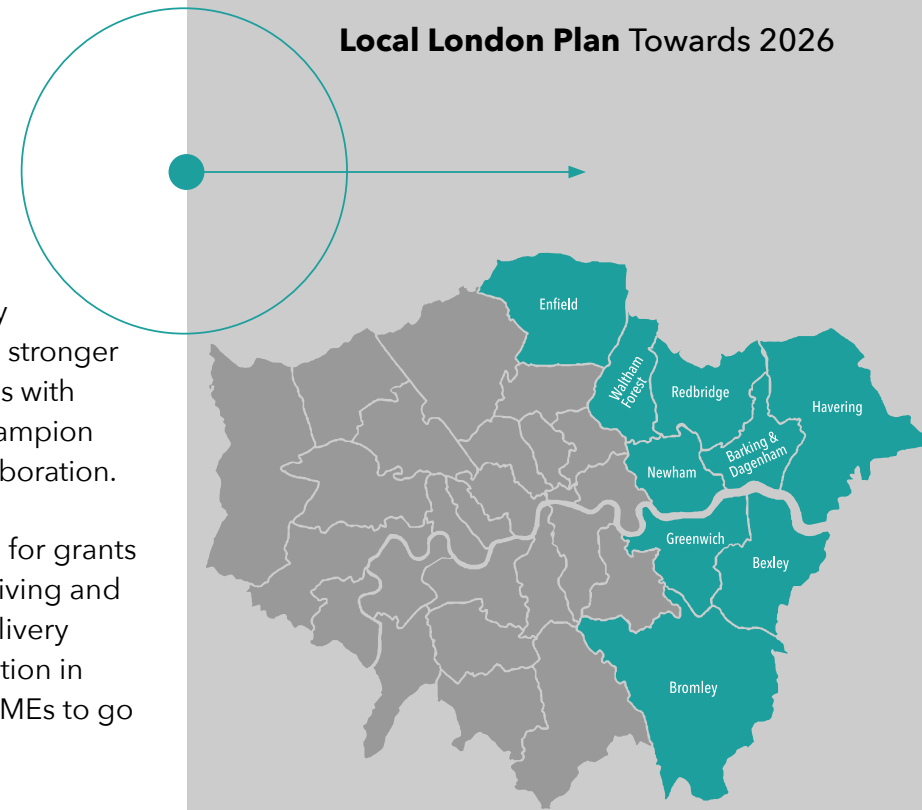 Local London Plan Towards 2026
y
stronger
s with
ampion
boration.
for grants
iving and
livery
tion in
MEs to go
Enfield
Waltham
Forest
Redbridge
Havering
Barking &
Dagenham
Newham
Greenwich
Bexley
Bromley